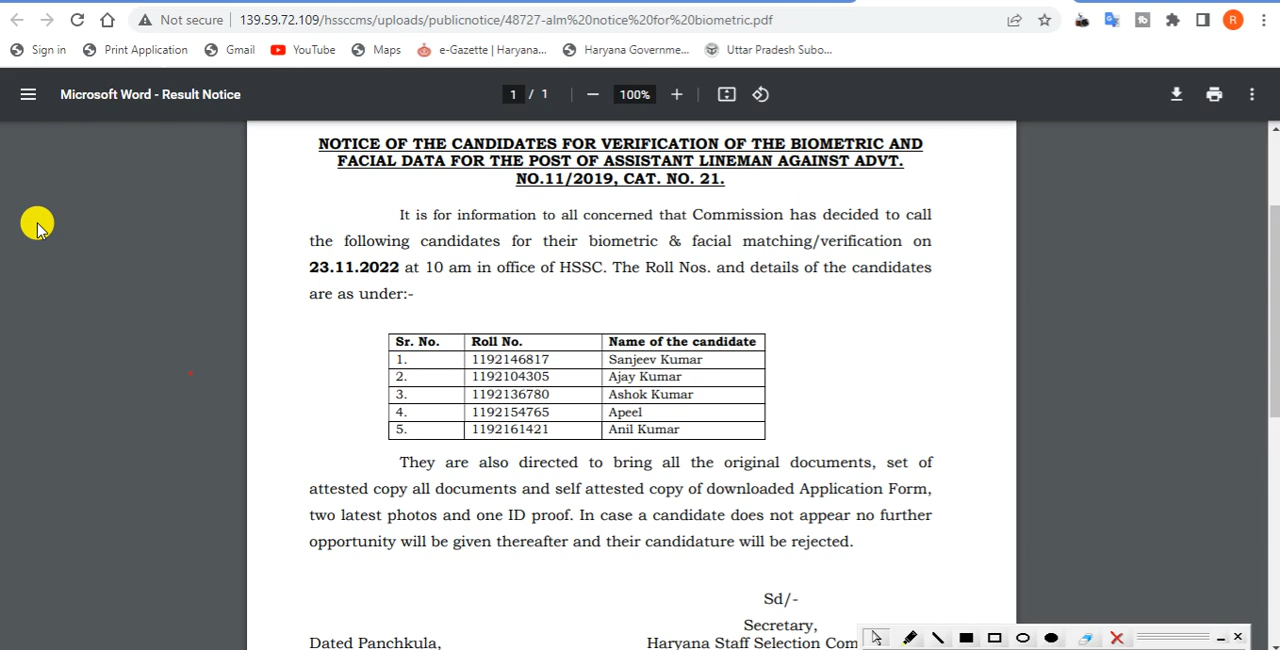 Not secure | 139.59.72.109/hssccms/uploads/publicnotice/48727-alm%20notice%20for%20biometric.pdf
R
Sign in Print Application Gmail YouTube Maps e-Gazette | Haryana... Haryana Governme... Uttar Pradesh Subo...
Microsoft Word - Result Notice 1 / 1 100%
NOTICE OF THE CANDIDATES FOR VERIFICATION OF THE BIOMETRIC AND
FACIAL DATA FOR THE POST OF ASSISTANT LINEMAN AGAINST ADVT.
NO.11/2019, CAT. NO. 21.
It is for information to all concerned that Commission has decided to call
the following candidates for their biometric & facial matching/verification on
23.11.2022 at 10 am in office of HSSC. The Roll Nos. and details of the candidates
are as under:-
Sr. No. Roll No. Name of the candidate
1. 1192146817 Sanjeev Kumar
2. 1192104305 Ajay Kumar
3. 1192136780 Ashok Kumar
4. 1192154765 Apeel
5. 1192161421 Anil Kumar
They are also directed to bring all the original documents, set of
attested copy all documents and self attested copy of downloaded Application Form,
two latest photos and one ID proof. In case a candidate does not appear no further
opportunity will be given thereafter and their candidature will be rejected.
Sd/-
Secretary,
Dated Panchkula, Haryana Staff Selection Com